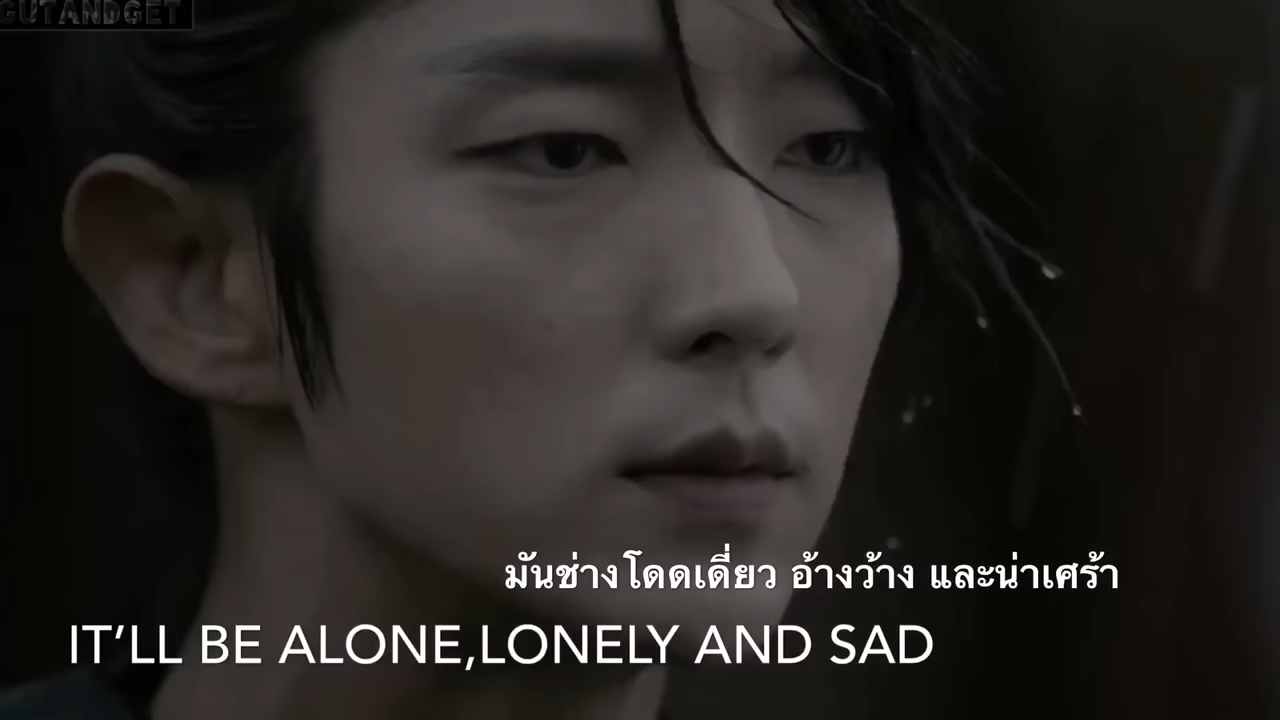 GUTANDGET
มันช่างโดดเดี่ยว อ้างว้าง และน่าเศร้า
IT’LL BE ALONE,LONELY AND SAD